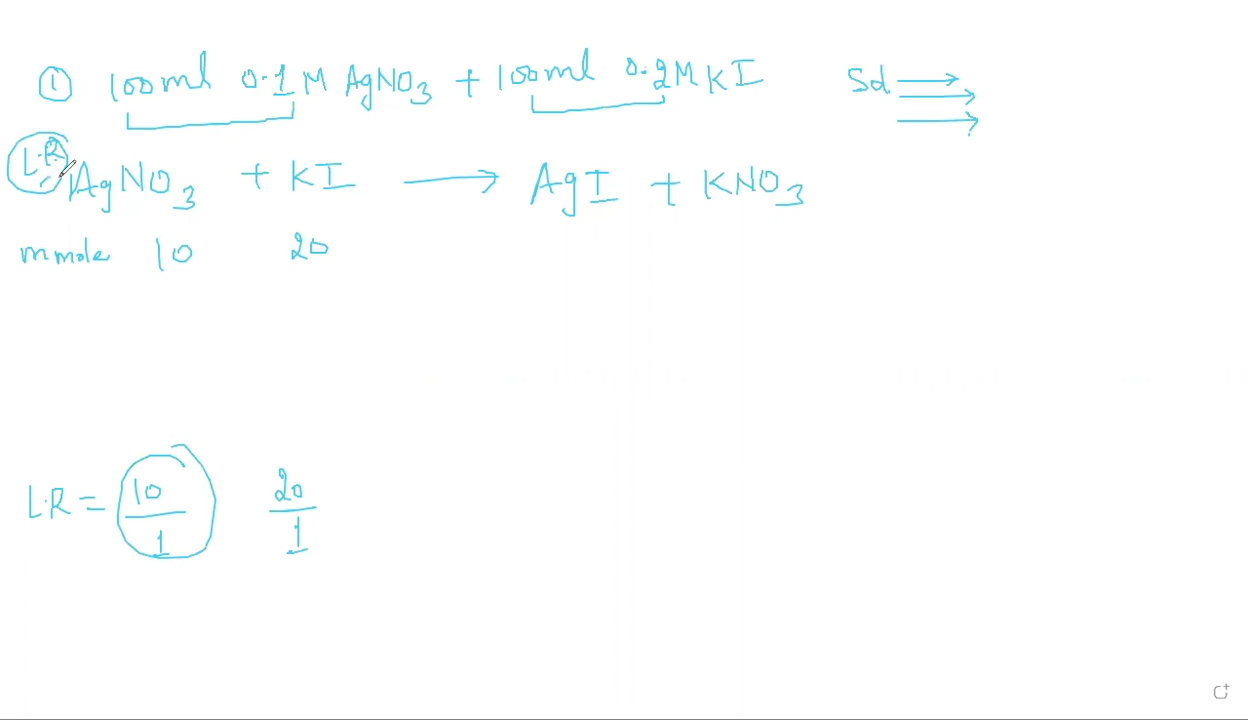 ① 100ml 0.1M AgNO3 + 100ml 0.2M KI Sol
L.R AgNO3 + KI → AgI + KNO3
mmole 10 20
L.R = 10/1 20/1